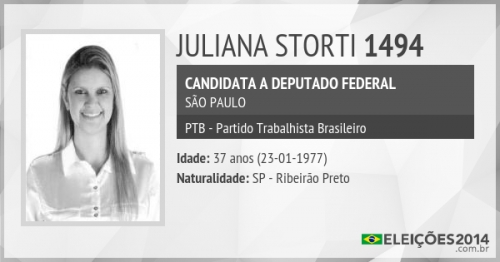 JULIANA STORTI 1494
CANDIDATA A DEPUTADO FEDERAL
SÃO PAULO
PTB - Partido Trabalhista Brasileiro
Idade: 37 anos (23-01-1977)
Naturalidade: SP - Ribeirão Preto
ELEIÇÕES2014
.com.br